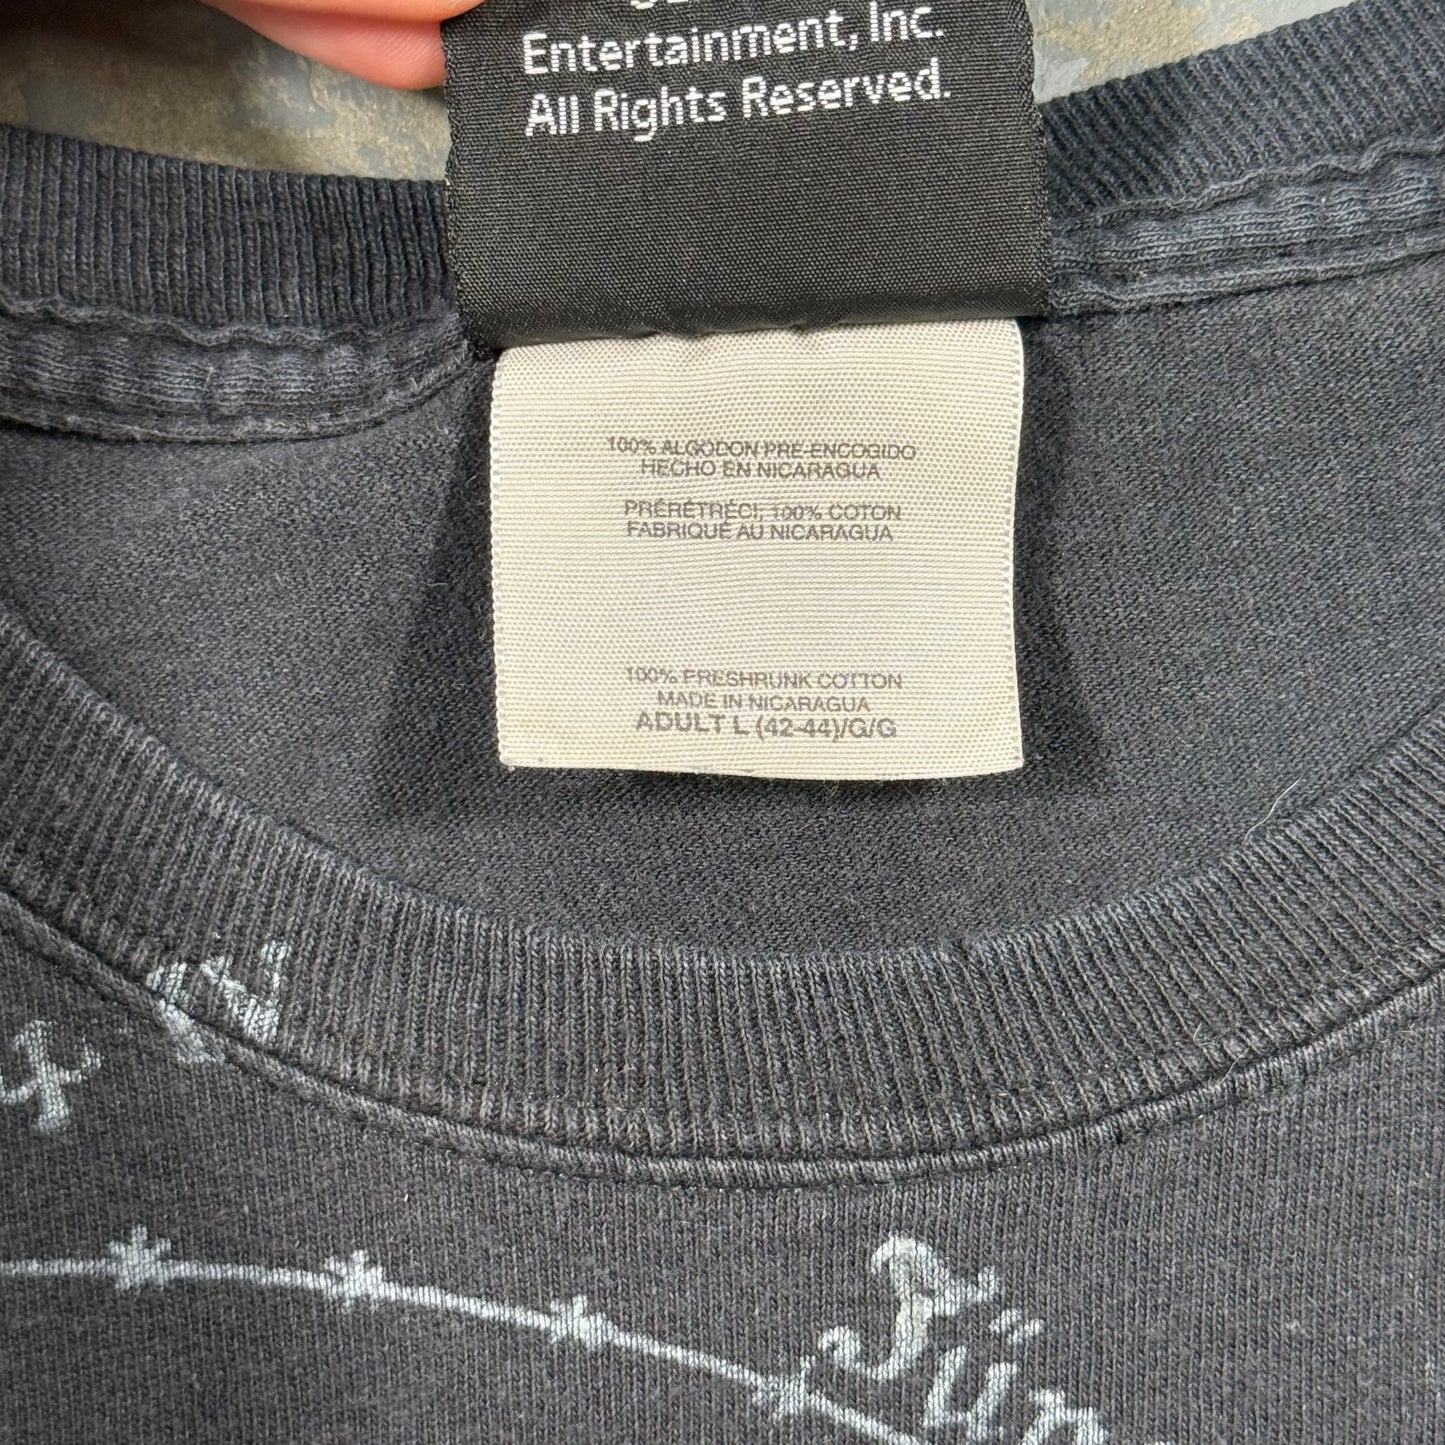 Entertainment, Inc.
All Rights Reserved.
100% ALGODON PRE-ENCOGIDO
HECHO EN NICARAGUA
PRÉRÉTRÉCI, 100% COTON
FABRIQUÉ AU NICARAGUA
100% PRESHRUNK COTTON
MADE IN NICARAGUA
ADULT L (42-44)/G/G